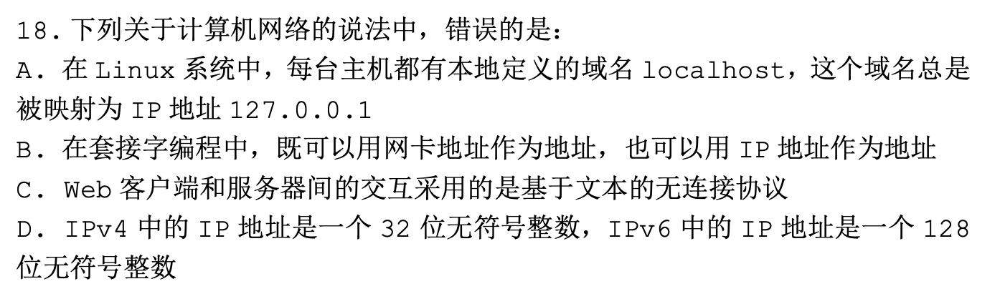 18. 下列关于计算机网络的说法中，错误的是：
A. 在 Linux 系统中，每台主机都有本地定义的域名 localhost，这个域名总是
被映射为 IP 地址 127.0.0.1
B. 在套接字编程中，既可以用网卡地址作为地址，也可以用 IP 地址作为地址
C. Web 客户端和服务器间的交互采用的是基于文本的无连接协议
D. IPv4 中的 IP 地址是一个 32 位无符号整数，IPv6 中的 IP 地址是一个 128
位无符号整数